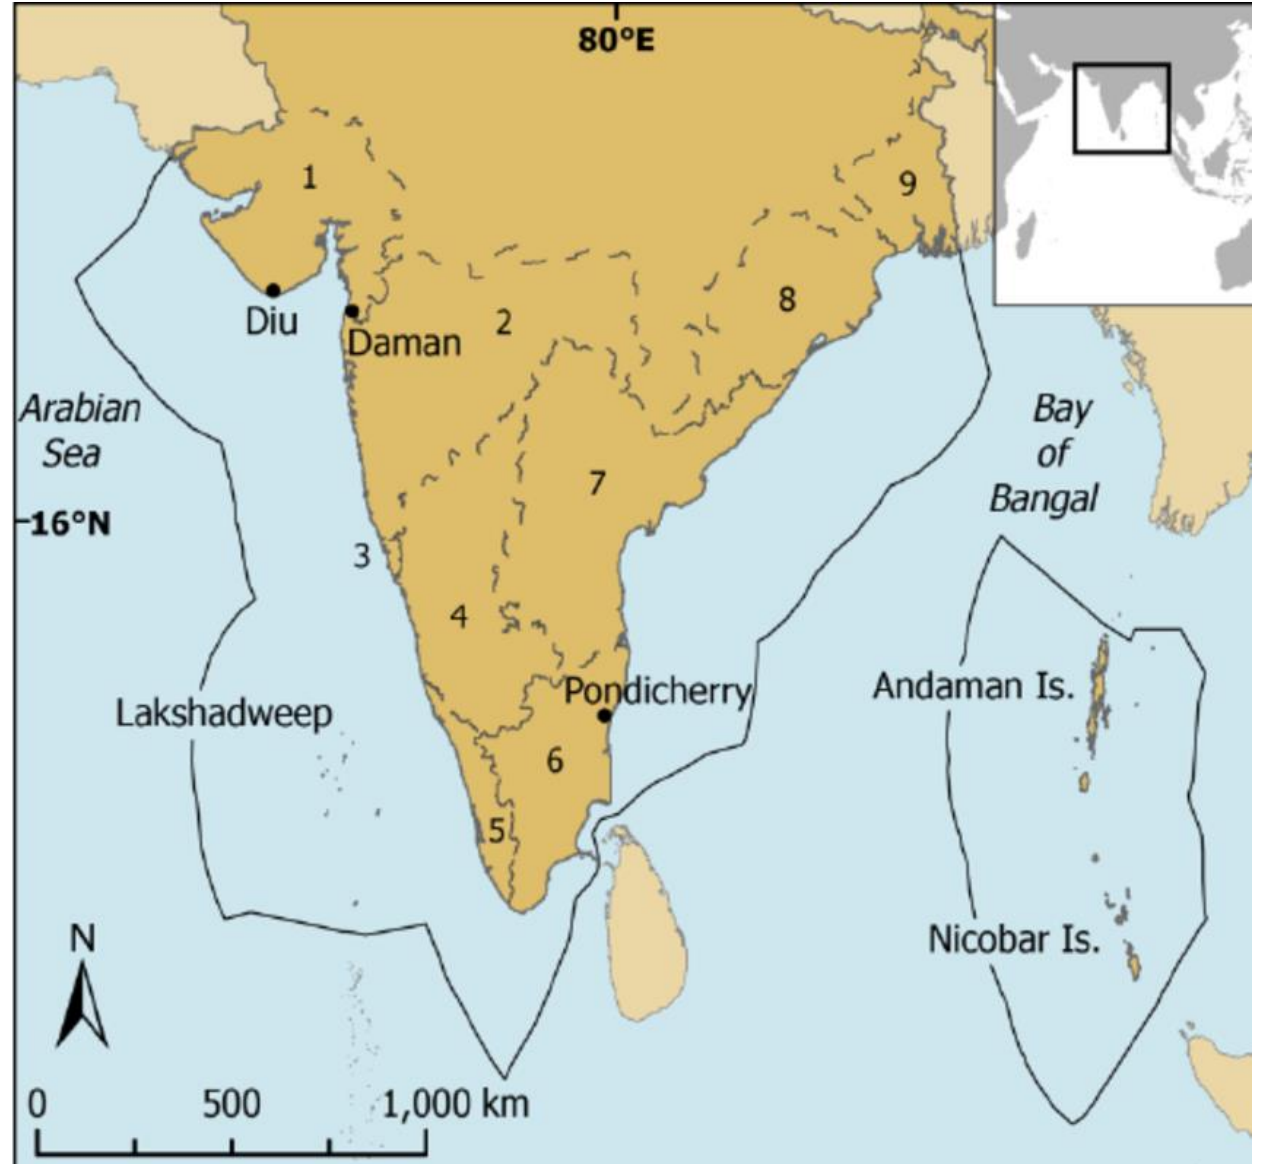 80°E
1
9
8
2
Diu
Daman
Arabian
Sea
Bay
of
Bangal
7
16°N
3
4
Andaman Is.
Pondicherry
Lakshadweep
6
5
N
Nicobar Is.
0 500 1,000 km